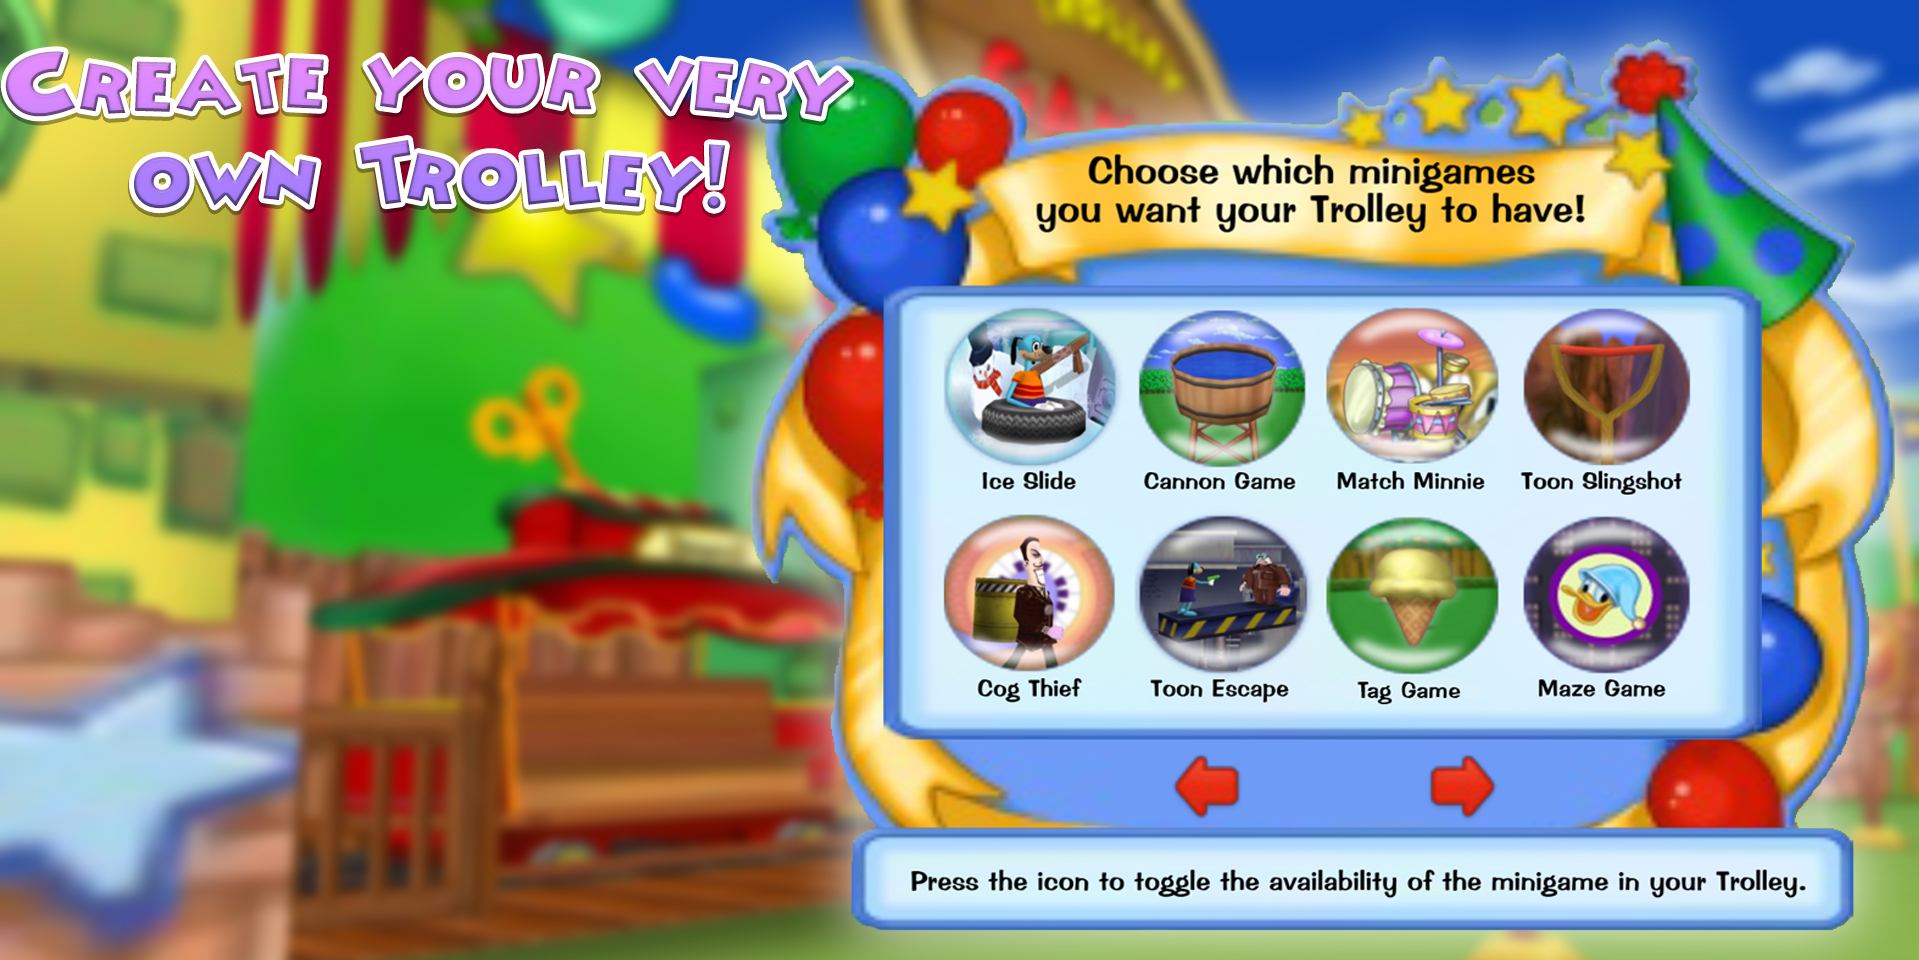 Create your very
own Trolley!
TROLLEY
Choose which minigames
you want your Trolley to have!
Ice Slide
Cannon Game
Match Minnie
Toon Slingshot
Cog Thief
Toon Escape
Tag Game
Maze Game
Press the icon to toggle the availability of the minigame in your Trolley.